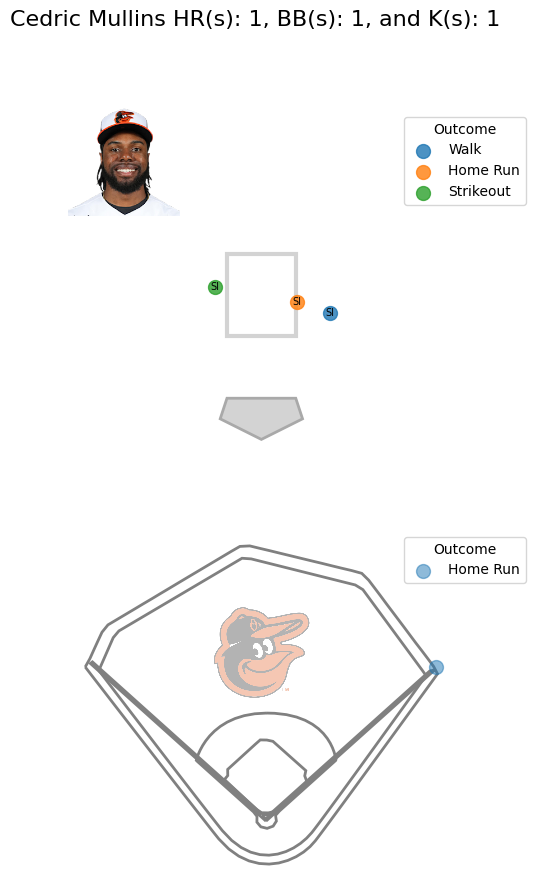 Cedric Mullins HR(s): 1, BB(s): 1, and K(s): 1
Outcome
Walk
Home Run
Strikeout
SI
SI
SI
Outcome
Home Run